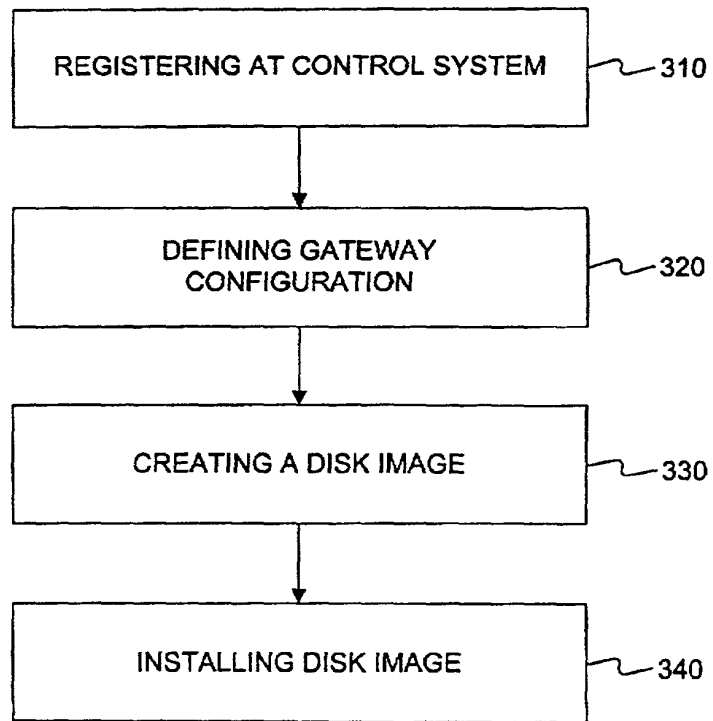 REGISTERING AT CONTROL SYSTEM
310
DEFINING GATEWAY
CONFIGURATION
320
CREATING A DISK IMAGE
330
INSTALLING DISK IMAGE
340